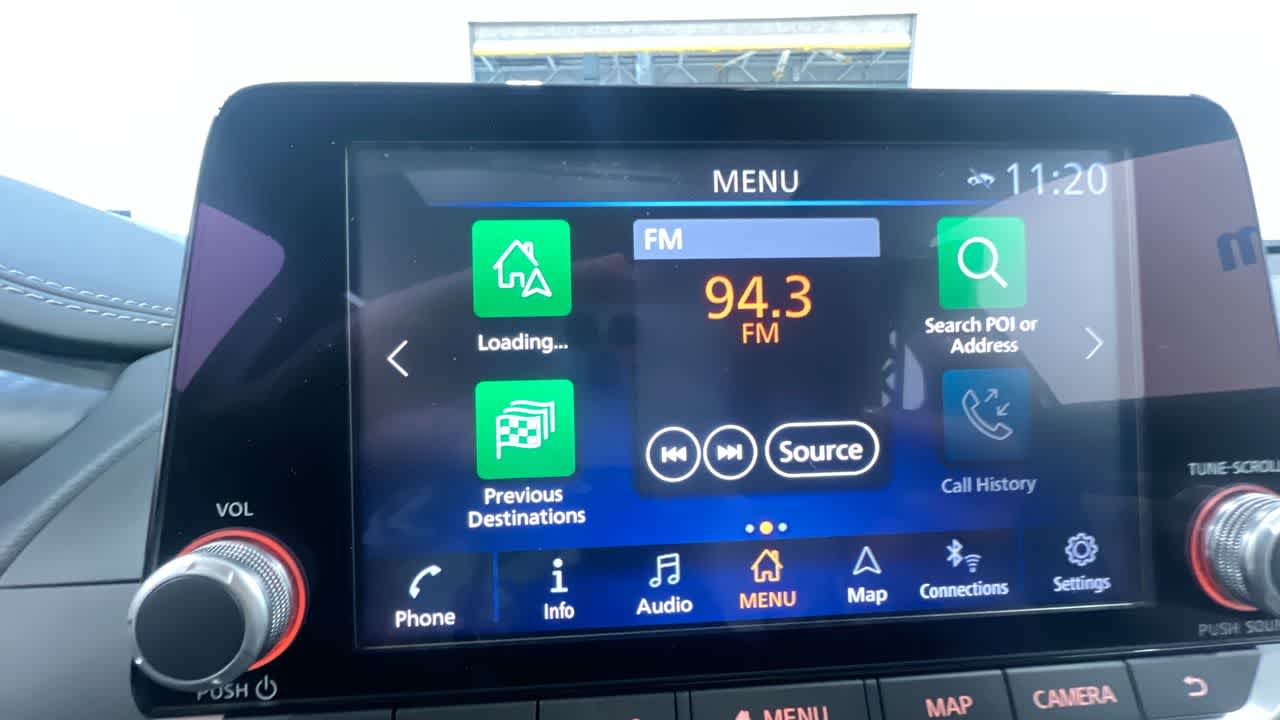 MENU
11:20
FM
94.3
FM
Loading...
Search POI or
Address
Previous
Destinations
Source
Call History
VOL
TUNE-SCROLL
Phone
Info
Audio
MENU
Map
Connections
Settings
PUSH
PUSH SOUN
MENU
MAP
CAMERA